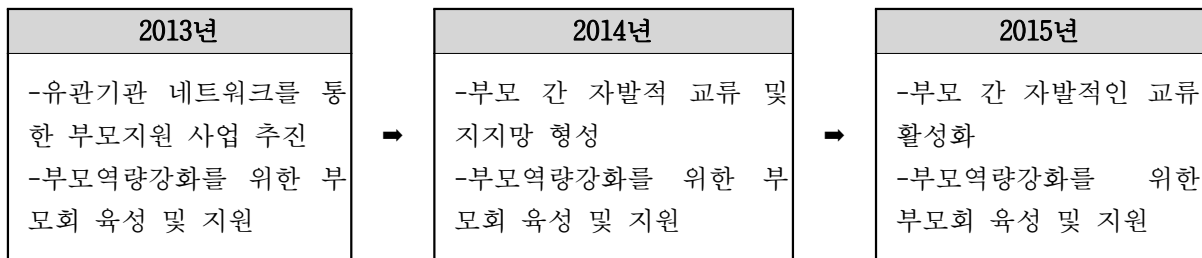 2013년
-유관기관 네트워크를 통
한 부모지원 사업 추진
-부모역량강화를 위한 부
모회 육성 및 지원
➡
2014년
-부모 간 자발적 교류 및
지지망 형성
-부모역량강화를 위한 부
모회 육성 및 지원
➡
2015년
-부모 간 자발적인 교류
활성화
-부모역량강화를 위한
부모회 육성 및 지원